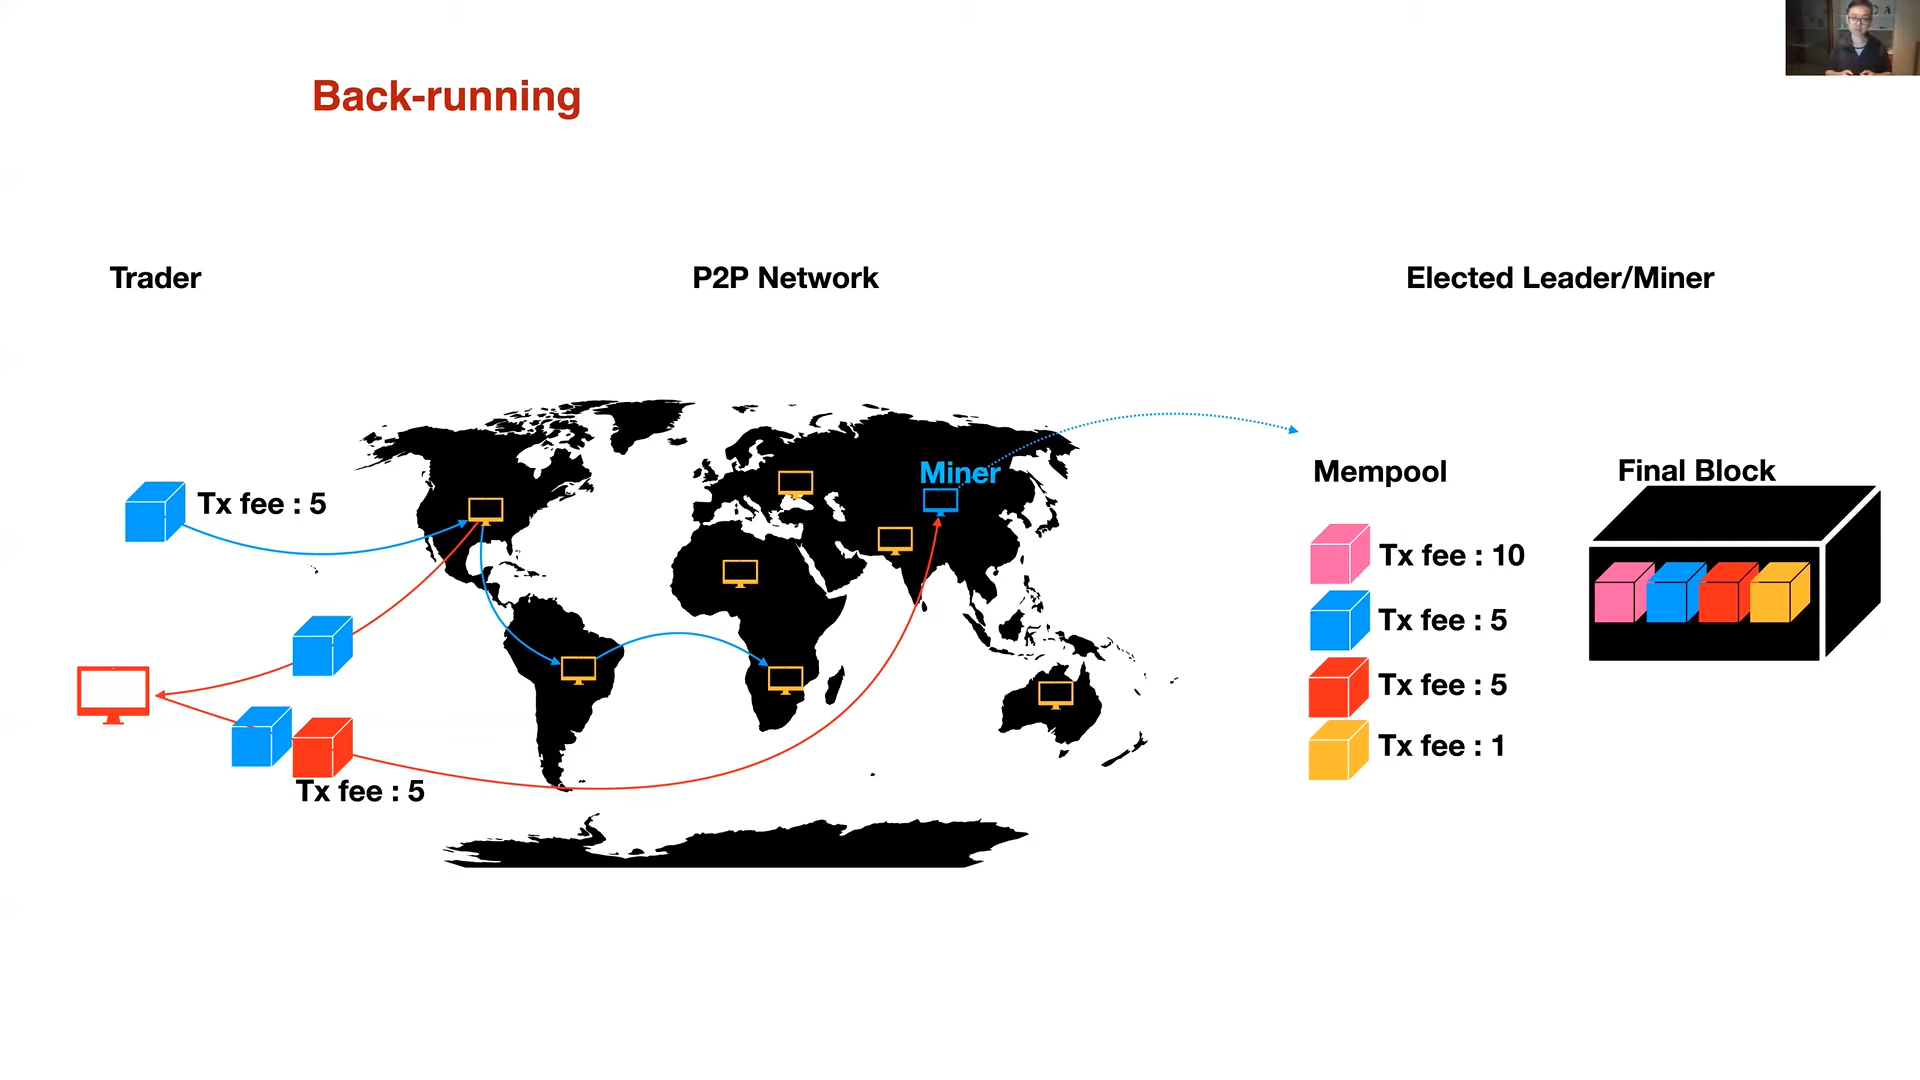 Back-running
Trader
P2P Network
Elected Leader/Miner
Tx fee : 5
Miner
Mempool
Final Block
Tx fee : 10
Tx fee : 5
Tx fee : 5
Tx fee : 1
Tx fee : 5